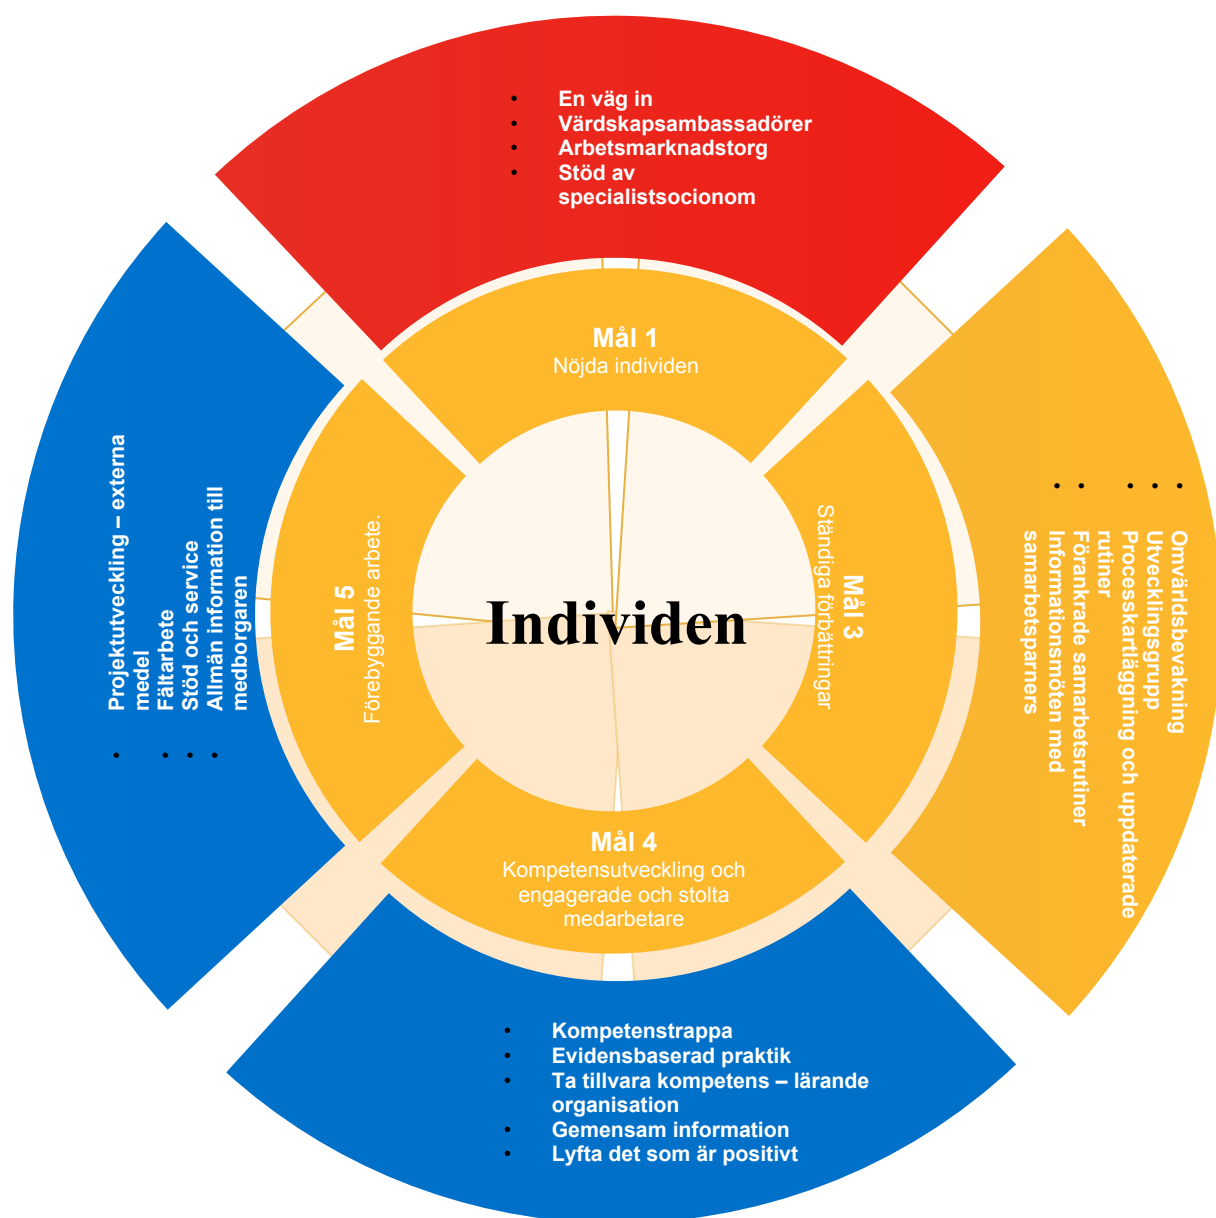 En väg in
Värdskapsambassadörer
Arbetsmarknadstorg
Stöd av
specialistsocionom
Mål 1
Nöjda individen
Mål 3
Ständiga förbättringar
Omvärldsbevakning
Utvecklingsgrupp
Processkartläggning och uppdaterade
rutiner
Förankrade samarbetsrutiner
Informationsmöten med
samarbetsparners
Individen
Mål 4
Kompetensutveckling och
engagerade och stolta
medarbetare
Kompetenstrappa
Evidensbaserad praktik
Ta tillvara kompetens – lärande
organisation
Gemensam information
Lyfta det som är positivt
Mål 5
Förebyggande arbete.
Projektutveckling – externa
medel
Fältarbete
Stöd och service
Allmän information till
medborgaren